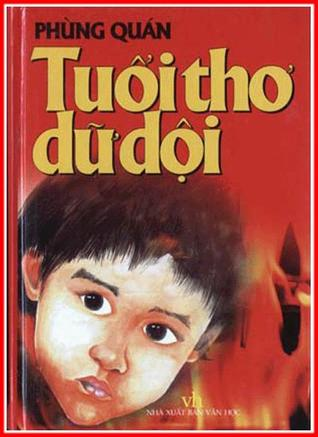 PHÙNG QUÁN
Tuổi thơ
dữ dội
vh
NHÀ XUẤT BẢN VĂN HỌC